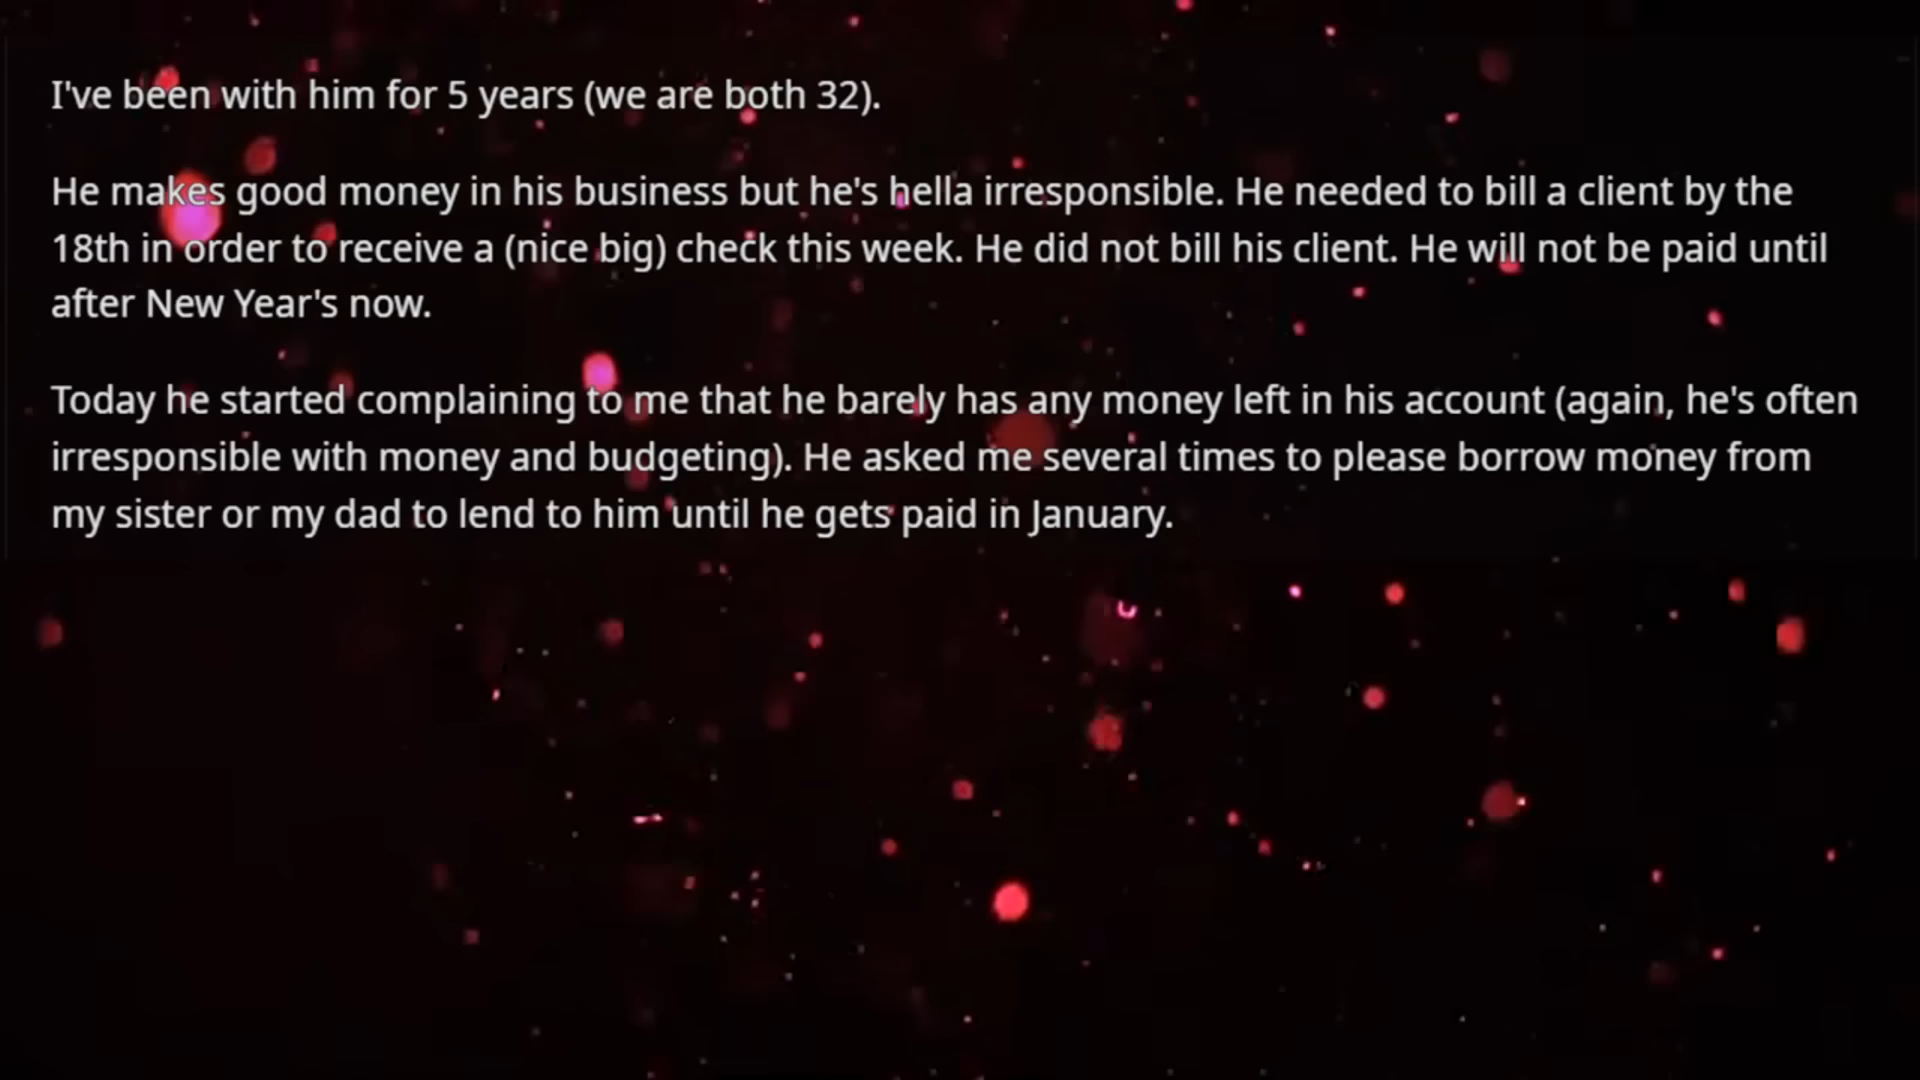 I've been with him for 5 years (we are both 32).
He makes good money in his business but he's hella irresponsible. He needed to bill a client by the
18th in order to receive a (nice big) check this week. He did not bill his client. He will not be paid until
after New Year's now.
Today he started complaining to me that he barely has any money left in his account (again, he's often
irresponsible with money and budgeting). He asked me several times to please borrow money from
my sister or my dad to lend to him until he gets paid in January.